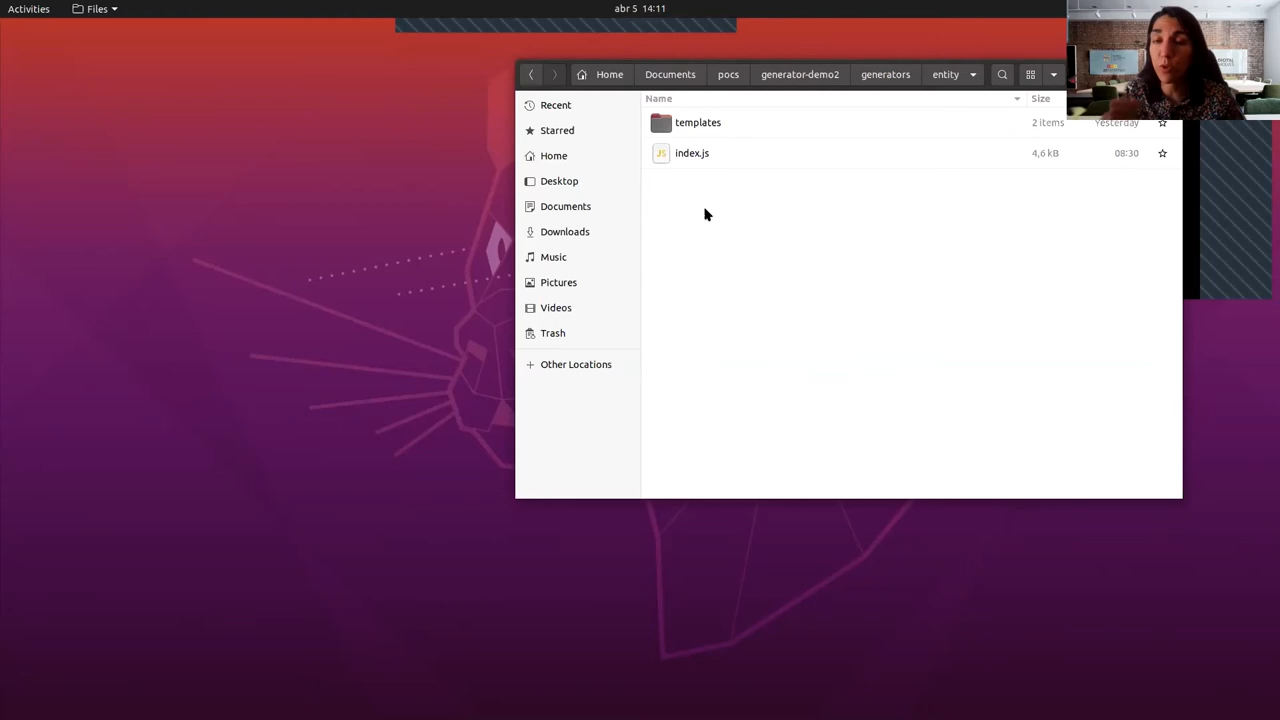 Activities Files abr 5 14:11
Home Documents pocs generator-demo2 generators entity
Name Size
Recent
Starred
Home
Desktop
Documents
Downloads
Music
Pictures
Videos
Trash
Other Locations
templates 2 items Yesterday
JS index.js 4,6 kB 08:30